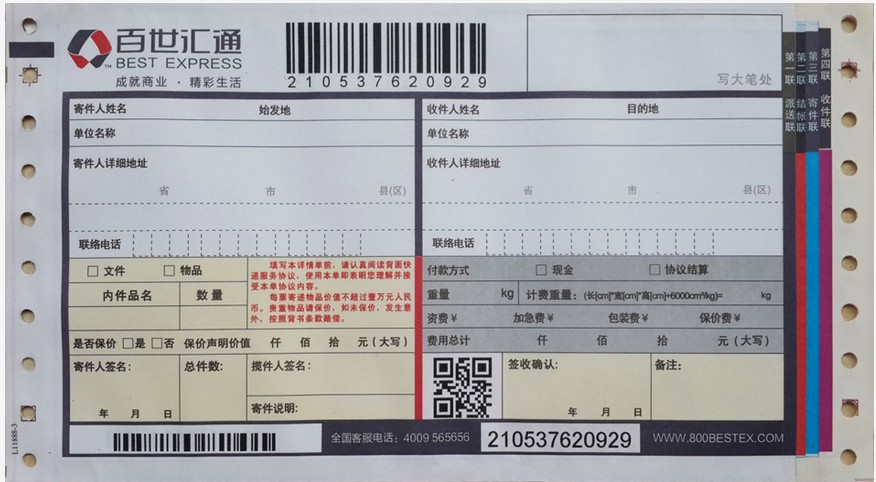 百世汇通
™BEST EXPRESS
成就商业 · 精彩生活
210537620929
写大笔处
第一联 派送联
第二联 结帐联
第三联 寄件联
第四联 收件联
寄件人姓名 始发地
单位名称
寄件人详细地址
省 市 县(区)
联络电话
收件人姓名 目的地
单位名称
收件人详细地址
省 市 县(区)
联络电话
文件 物品
内件品名 数量
填写本详情单前，请认真阅读背面快
递服务协议，使用本单即表明您理解并接
受本单协议内容。
每票寄递物品价值不超过壹万元人民
币。贵重物品请保价，如未保价，发生意
外，按照背书条款赔偿。
是否保价 是 否 保价声明价值 仟 佰 拾 元（大写）
寄件人签名： 总件数： 揽件人签名：
年 月 日 寄件说明：
付款方式 现金 协议结算
重量 kg 计费重量：(长[cm]*宽[cm]*高[cm]÷6000cm³/kg)= kg
资费￥ 加急费￥ 包装费￥ 保价费￥
费用总计 仟 佰 拾 元（大写）
签收确认： 备注：
年 月 日
全国客服电话：4009 565656
210537620929
WWW.800BESTEX.COM
L11888-3